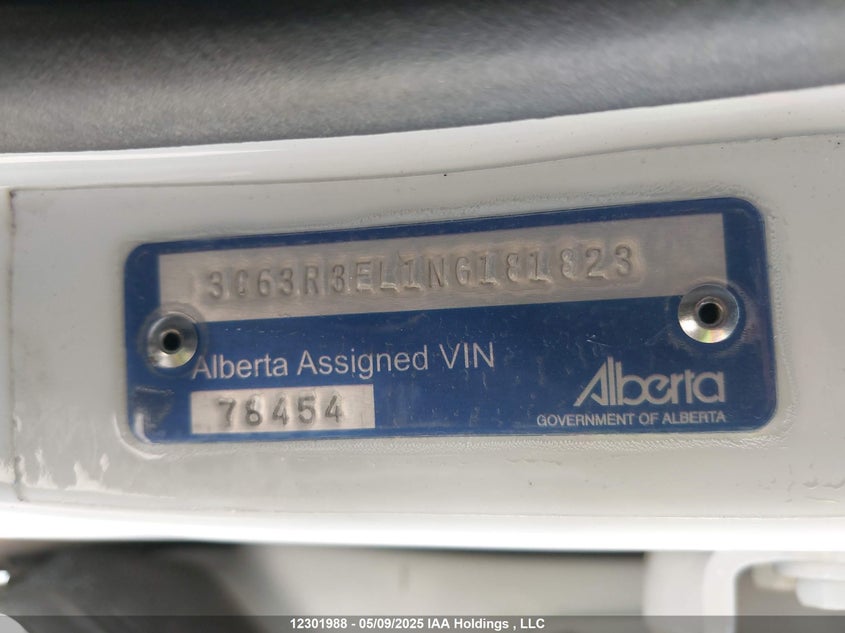 3C63R3EL1NG181823
Alberta Assigned VIN
78454
Alberta
GOVERNMENT OF ALBERTA
12301988 - 05/09/2025 IAA Holdings , LLC